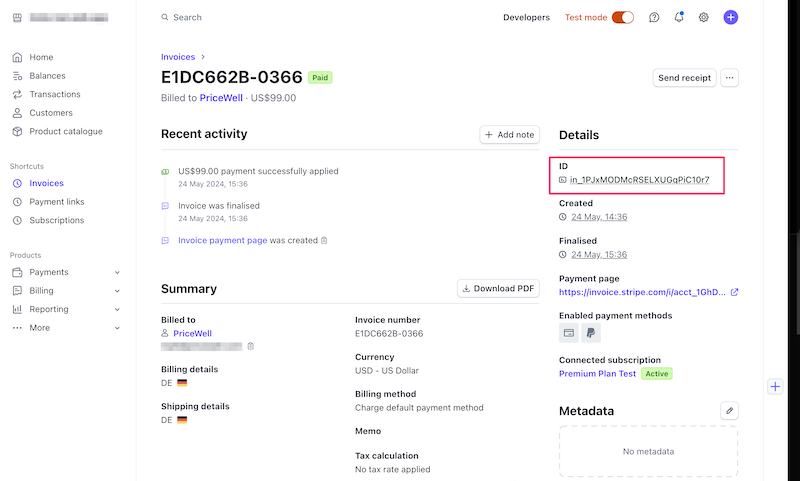 Search
Developers
Test mode
Home
Balances
Transactions
Customers
Product catalogue
Shortcuts
Invoices
Payment links
Subscriptions
Products
Payments
Billing
Reporting
More
Invoices
E1DC662B-0366 Paid
Billed to PriceWell · US$99.00
Send receipt
Recent activity
Add note
US$99.00 payment successfully applied
24 May 2024, 15:36
Invoice was finalised
24 May 2024, 15:36
Invoice payment page was created
Summary
Download PDF
Billed to
PriceWell
Billing details
DE
Shipping details
DE
Invoice number
E1DC662B-0366
Currency
USD - US Dollar
Billing method
Charge default payment method
Memo
Tax calculation
No tax rate applied
Details
ID
in_1PJxMODMcRSELXUGqPiC10r7
Created
24 May, 14:36
Finalised
24 May, 15:36
Payment page
https://invoice.stripe.com/i/acct_1GhD...
Enabled payment methods
Connected subscription
Premium Plan Test Active
Metadata
No metadata